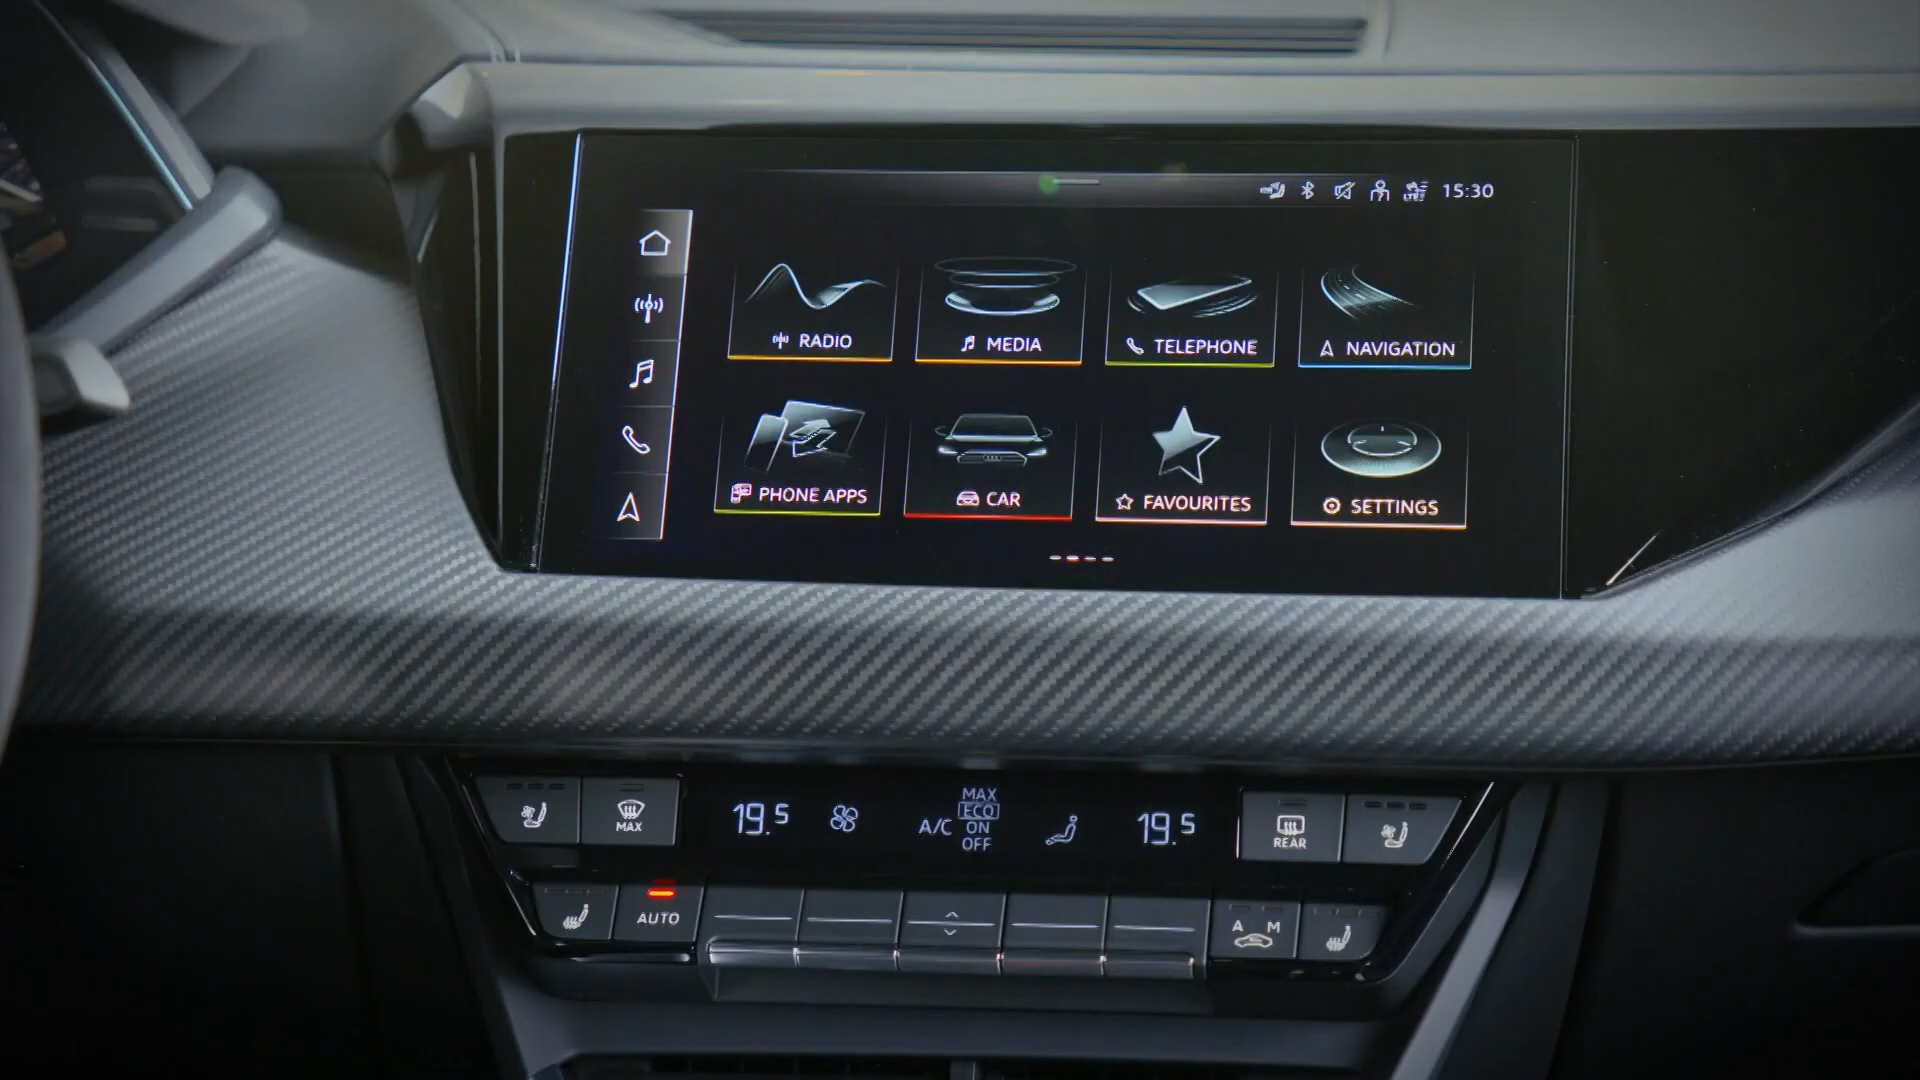 LTE 15:30
RADIO
MEDIA
TELEPHONE
NAVIGATION
PHONE APPS
CAR
FAVOURITES
SETTINGS
MAX
19.5
A/C
MAX
ECO
ON
OFF
19.5
REAR
AUTO
A M